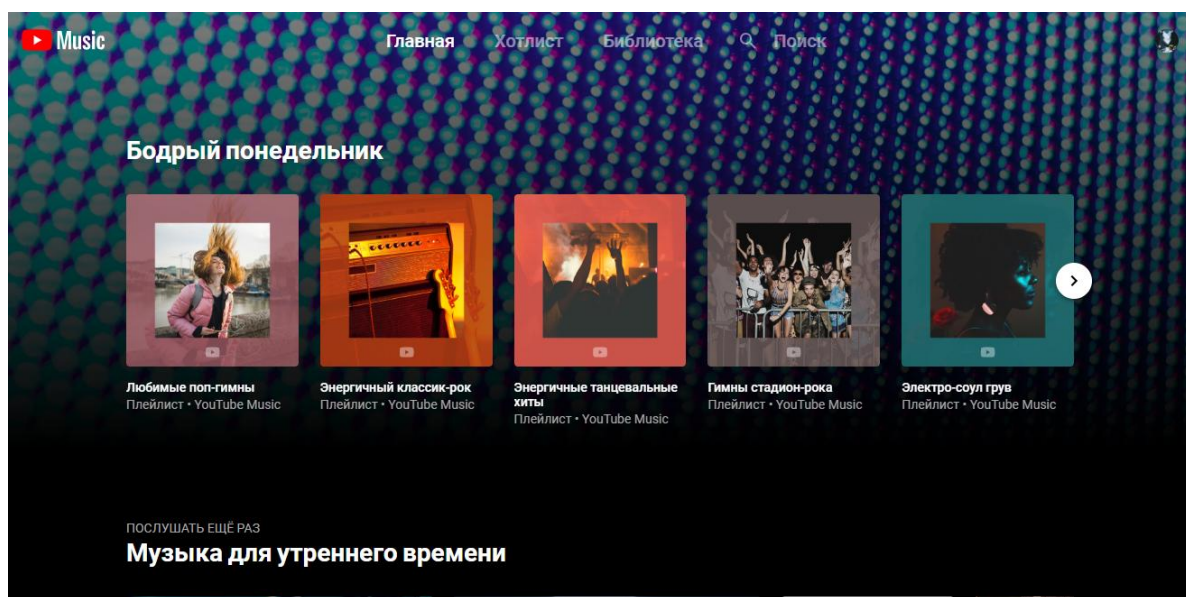 Music
Главная
Хотлист
Библиотека
Поиск
Бодрый понедельник
Любимые поп-гимны
Плейлист • YouTube Music
Энергичный классик-рок
Плейлист • YouTube Music
Энергичные танцевальные
хиты
Плейлист • YouTube Music
Гимны стадион-рока
Плейлист • YouTube Music
Электро-соул грув
Плейлист • YouTube Music
ПОСЛУШАТЬ ЕЩЁ РАЗ
Музыка для утреннего времени